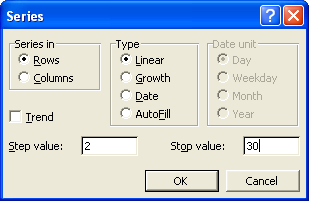 Series
Series in
Rows
Columns
Trend
Type
Linear
Growth
Date
AutoFill
Date unit
Day
Weekday
Month
Year
Step value: 2
Stop value: 30
OK
Cancel